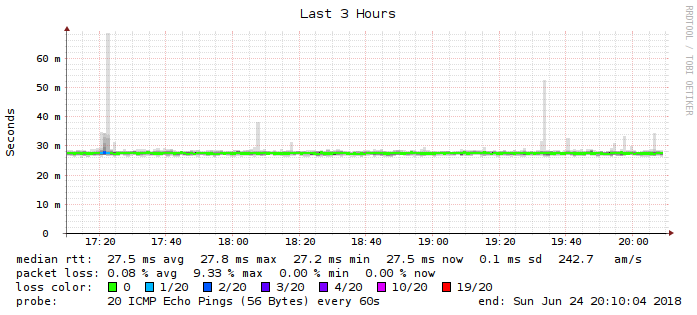 Last 3 Hours
RRDTOOL / TOBI OETIKER
Seconds
60 m
50 m
40 m
30 m
20 m
10 m
0
17:20 17:40 18:00 18:20 18:40 19:00 19:20 19:40 20:00
median rtt: 27.5 ms avg 27.8 ms max 27.2 ms min 27.5 ms now 0.1 ms sd 242.7 am/s
packet loss: 0.08 % avg 9.33 % max 0.00 % min 0.00 % now
loss color: 0 1/20 2/20 3/20 4/20 10/20 19/20
probe: 20 ICMP Echo Pings (56 Bytes) every 60s end: Sun Jun 24 20:10:04 2018